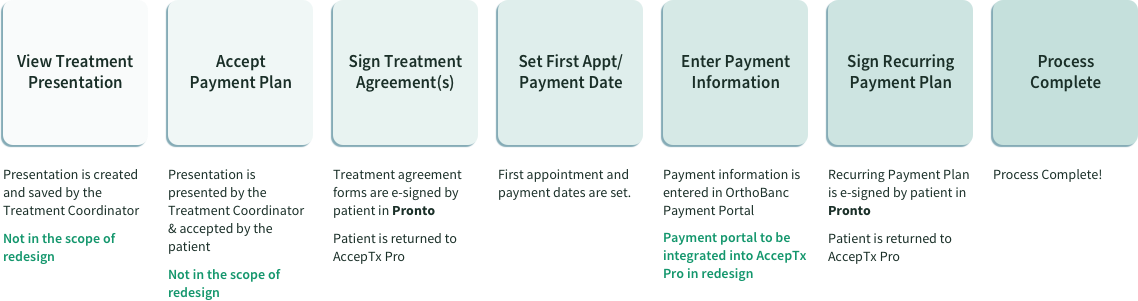 View Treatment
Presentation
Accept
Payment Plan
Sign Treatment
Agreement(s)
Set First Appt/
Payment Date
Enter Payment
Information
Sign Recurring
Payment Plan
Process
Complete
Presentation is created
and saved by the
Treatment Coordinator
Not in the scope of
redesign
Presentation is
presented by the
Treatment Coordinator
& accepted by the
patient
Not in the scope of
redesign
Treatment agreement
forms are e-signed by
patient in Pronto
Patient is returned to
AccepTx Pro
First appointment and
payment dates are set.
Payment information is
entered in OrthoBanc
Payment Portal
Payment portal to be
integrated into AccepTx
Pro in redesign
Recurring Payment Plan
is e-signed by patient in
Pronto
Patient is returned to
AccepTx Pro
Process Complete!